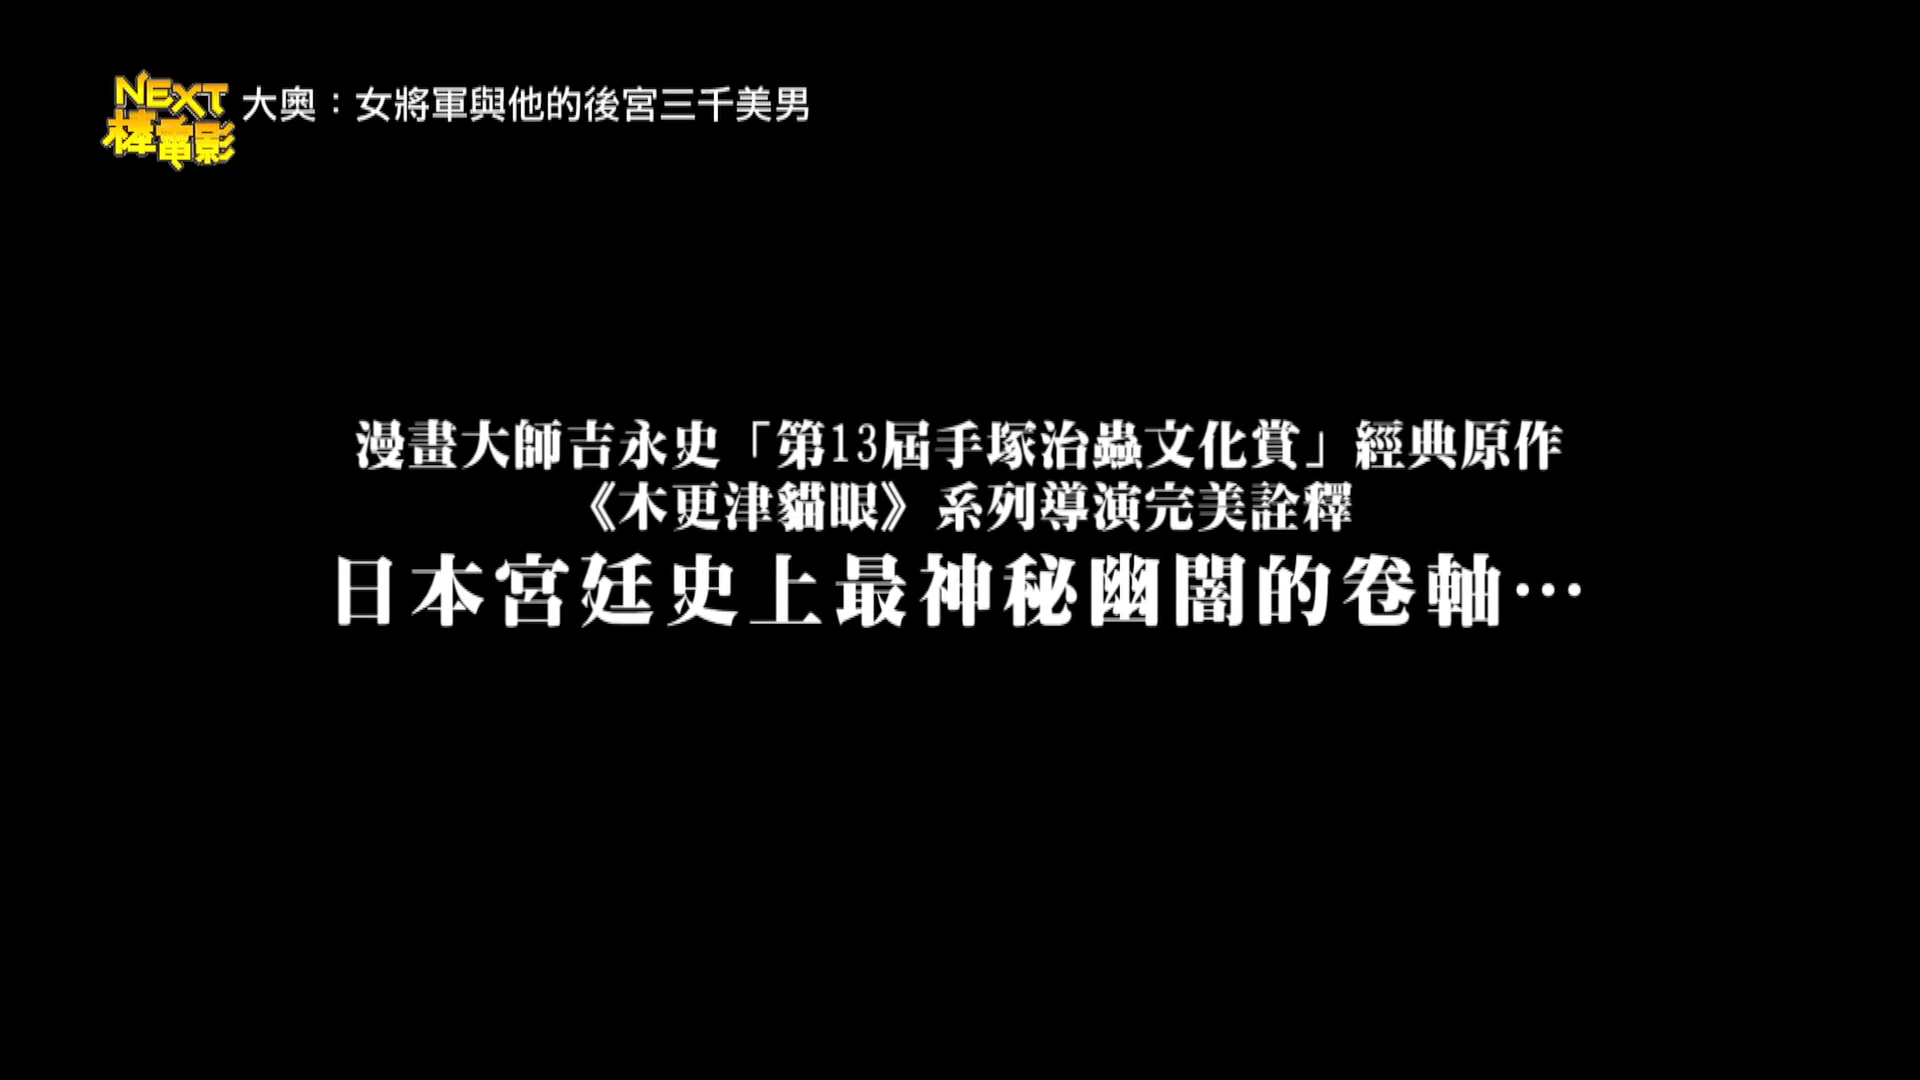 NEXT
棒電影
大奧：女將軍與他的後宮三千美男
漫畫大師吉永史「第13屆手塚治蟲文化賞」經典原作
《木更津貓眼》系列導演完美詮釋
日本宮廷史上最神秘幽闇的卷軸…